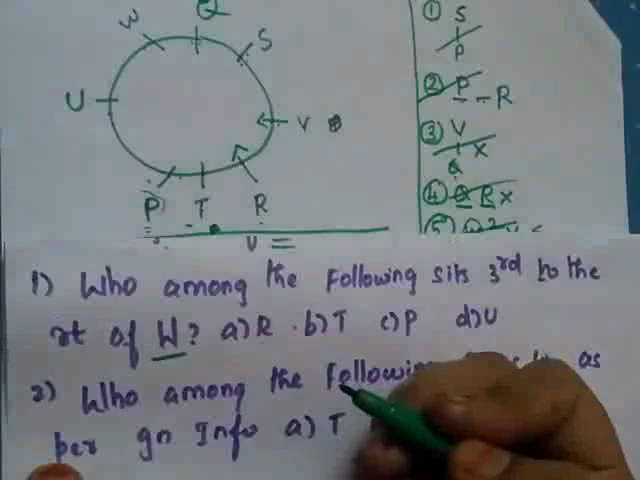 Q
W
S
U
V
P T R
V =
① S
P
② P
R
③ V
x
Q
④ Q R x
1) Who among the Following sits 3rd to the
rt of W? a) R b) T c) P d) U
2) Who among the Following as
per gn Info a) T